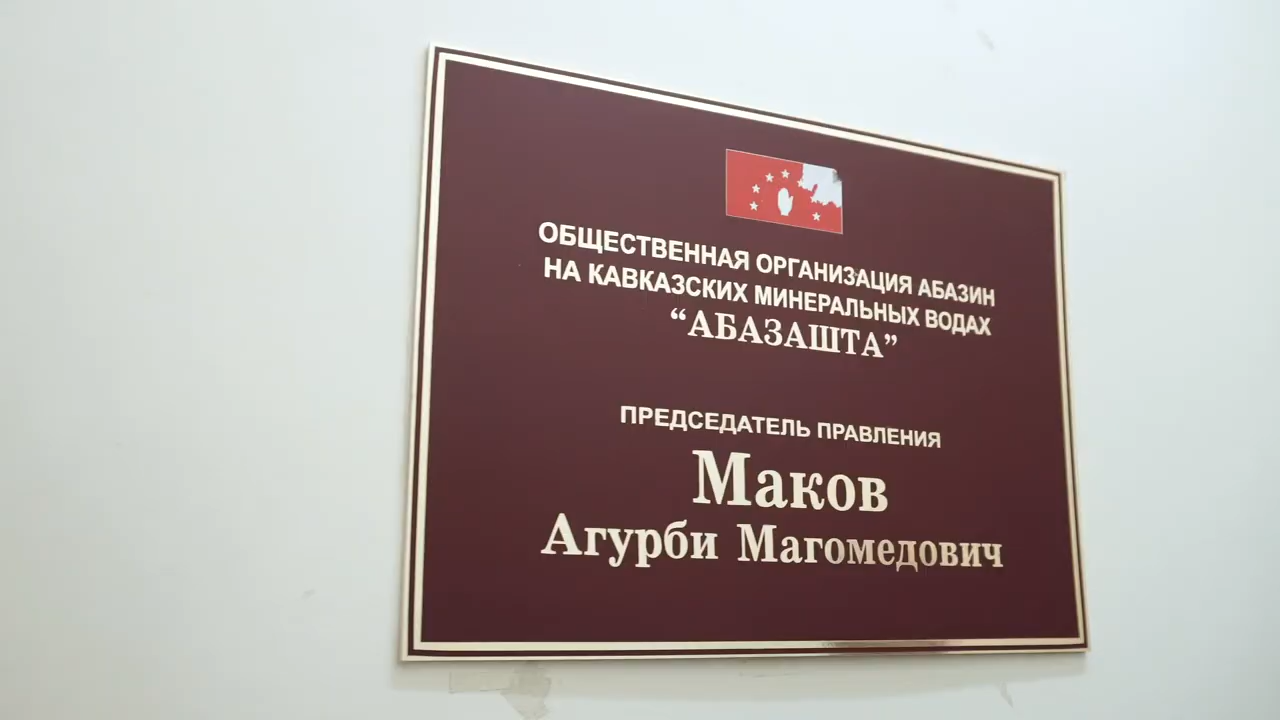 ОБЩЕСТВЕННАЯ ОРГАНИЗАЦИЯ АБАЗИН
НА КАВКАЗСКИХ МИНЕРАЛЬНЫХ ВОДАХ
“АБАЗАШТА”
ПРЕДСЕДАТЕЛЬ ПРАВЛЕНИЯ
Маков
Агурби Магомедович